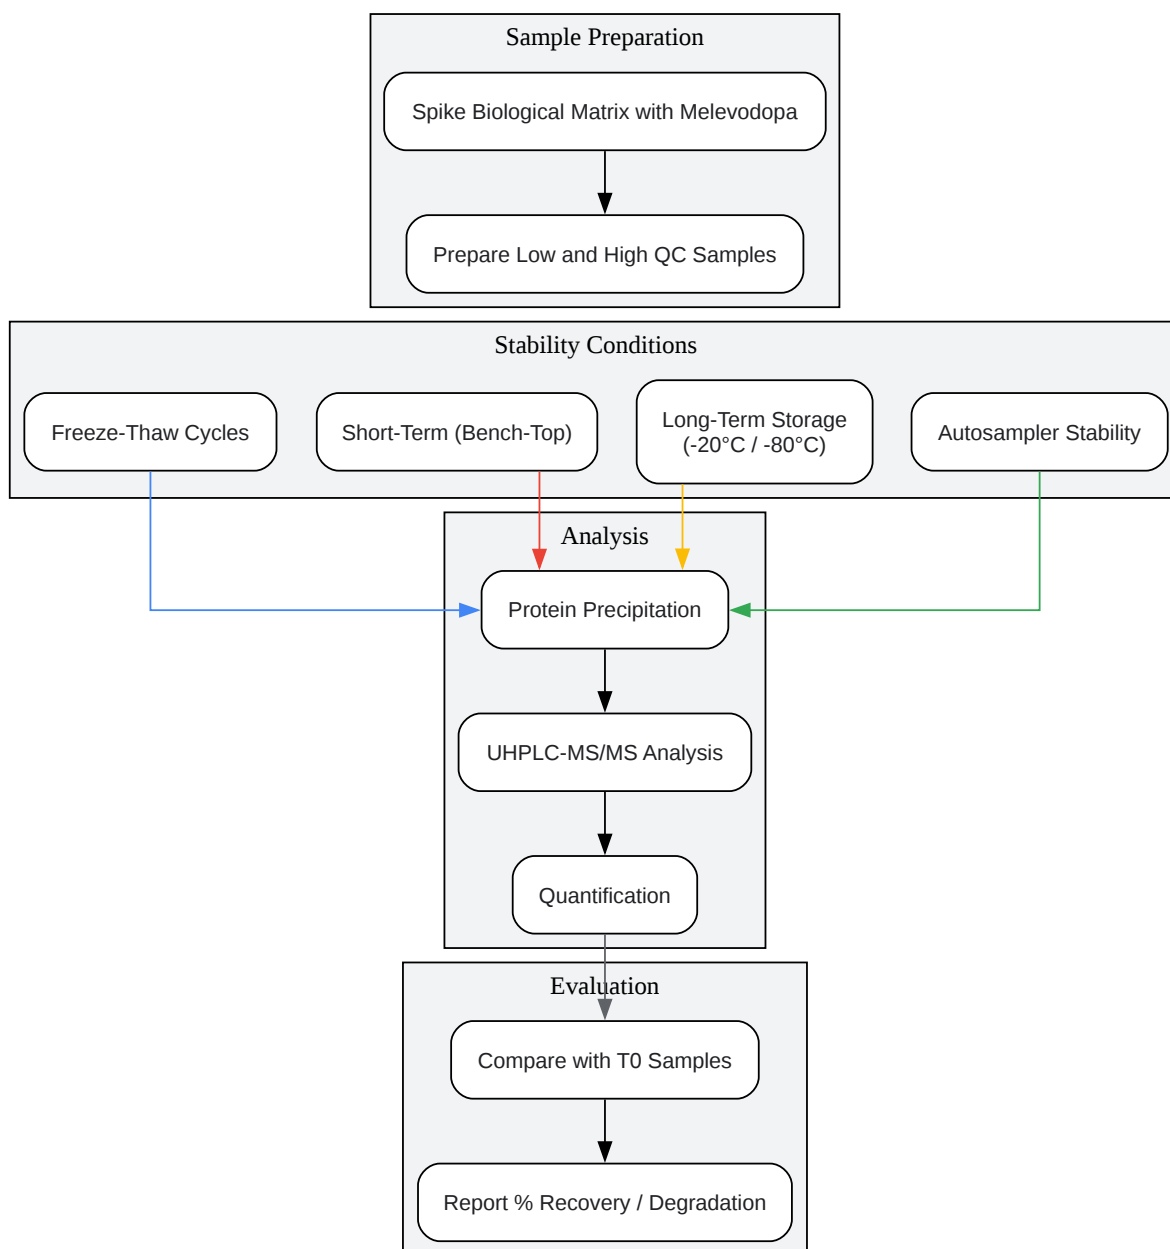 Sample Preparation
Spike Biological Matrix with Melevodopa
Prepare Low and High QC Samples
Stability Conditions
Freeze-Thaw Cycles
Short-Term (Bench-Top)
Long-Term Storage
(-20°C / -80°C)
Autosampler Stability
Analysis
Protein Precipitation
UHPLC-MS/MS Analysis
Quantification
Evaluation
Compare with T0 Samples
Report % Recovery / Degradation